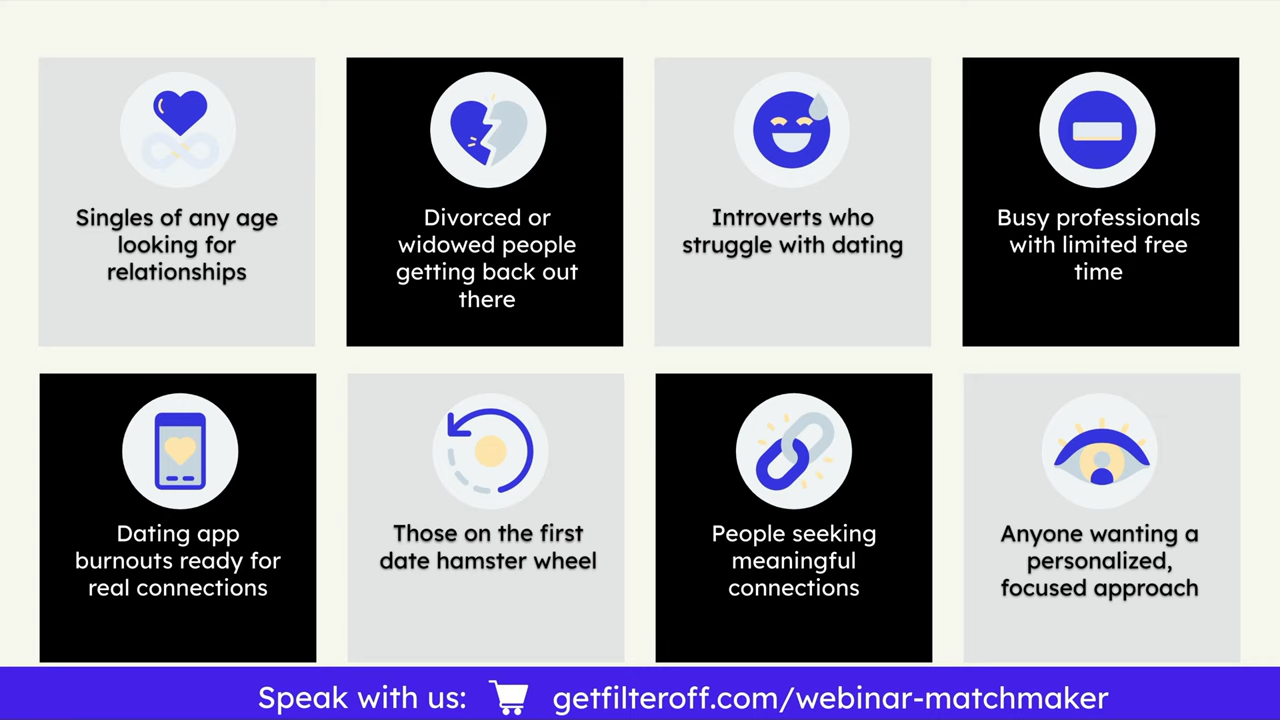 Singles of any age
looking for
relationships
Divorced or
widowed people
getting back out
there
Introverts who
struggle with dating
Busy professionals
with limited free
time
Dating app
burnouts ready for
real connections
Those on the first
date hamster wheel
People seeking
meaningful
connections
Anyone wanting a
personalized,
focused approach
Speak with us: getfilteroff.com/webinar-matchmaker